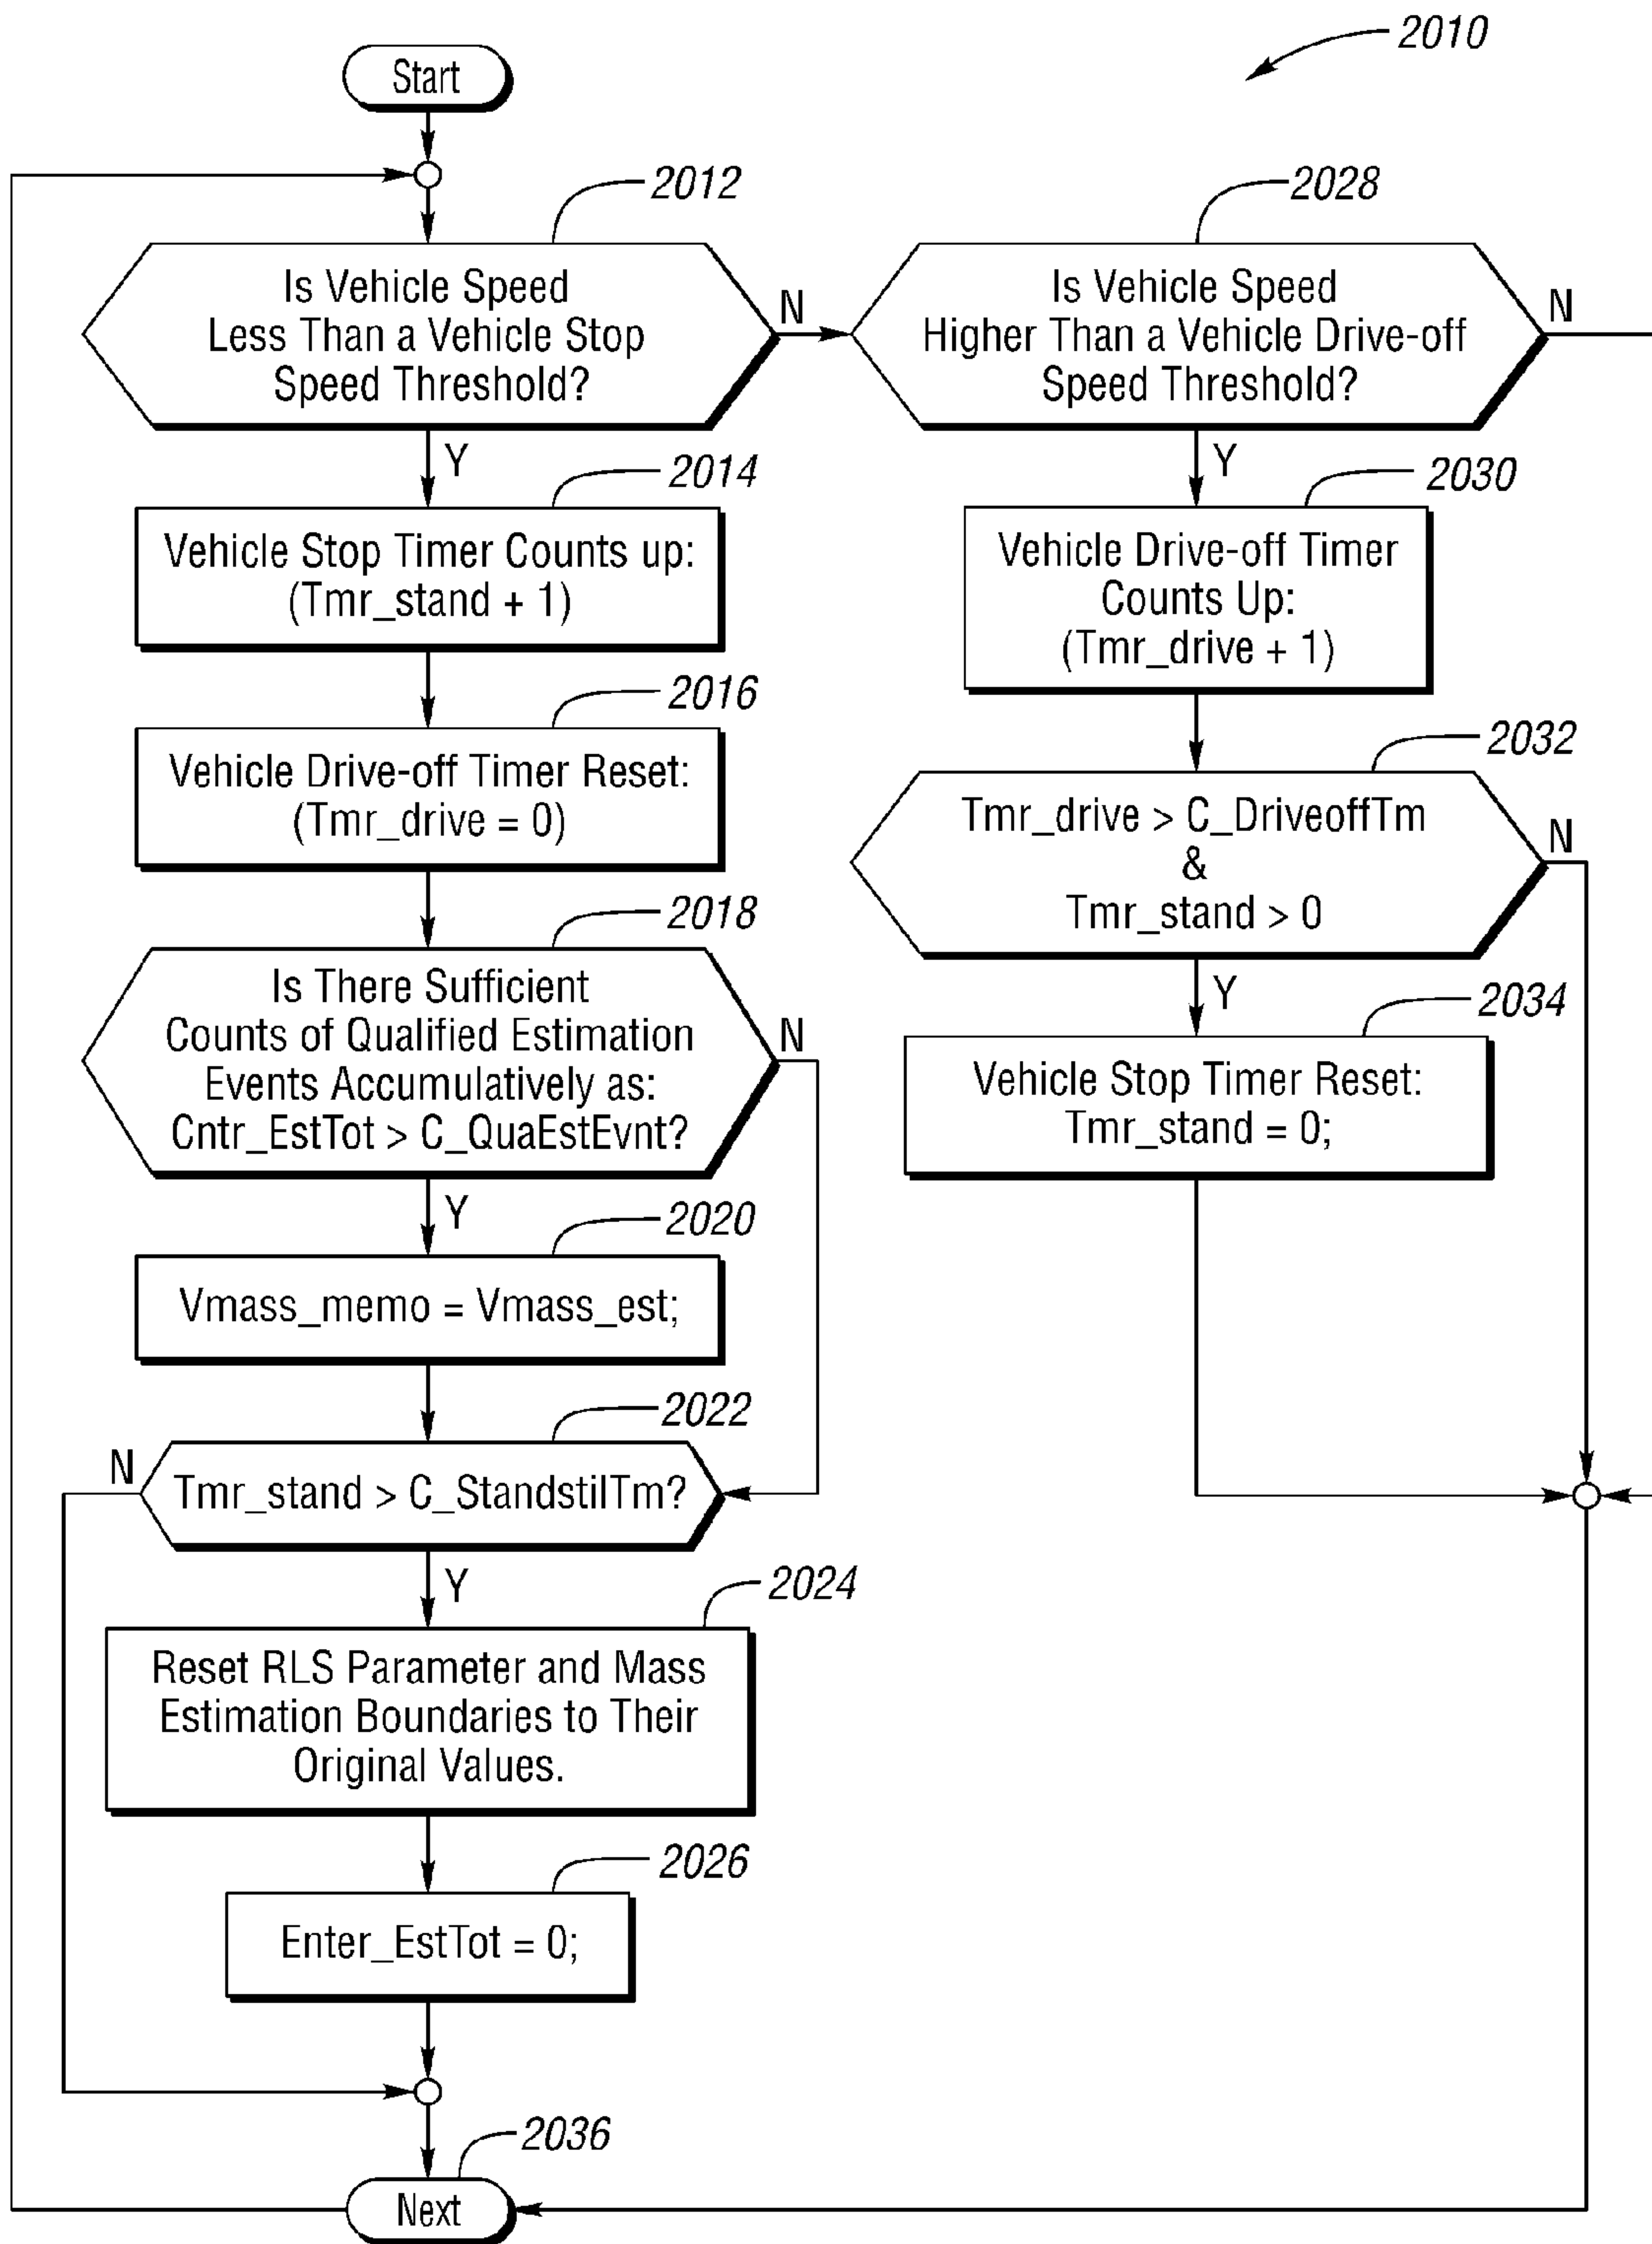 2010
Start
2012
Is Vehicle Speed
Less Than a Vehicle Stop
Speed Threshold?
N
Y
2014
Vehicle Stop Timer Counts up:
(Tmr_stand + 1)
2016
Vehicle Drive-off Timer Reset:
(Tmr_drive = 0)
2018
Is There Sufficient
Counts of Qualified Estimation
Events Accumulatively as:
Cntr_EstTot > C_QuaEstEvnt?
N
Y
2020
Vmass_memo = Vmass_est;
2022
Tmr_stand > C_StandstilTm?
N
Y
2024
Reset RLS Parameter and Mass
Estimation Boundaries to Their
Original Values.
2026
Enter_EstTot = 0;
2036
Next
2028
Is Vehicle Speed
Higher Than a Vehicle Drive-off
Speed Threshold?
N
Y
2030
Vehicle Drive-off Timer
Counts Up:
(Tmr_drive + 1)
2032
Tmr_drive > C_DriveoffTm
&
Tmr_stand > 0
N
Y
2034
Vehicle Stop Timer Reset:
Tmr_stand = 0;